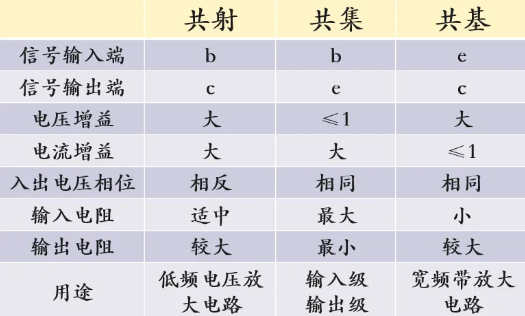 共射 共集 共基
信号输入端 b b e
信号输出端 c e c
电压增益 大 ≤1 大
电流增益 大 大 ≤1
入出电压相位 相反 相同 相同
输入电阻 适中 最大 小
输出电阻 较大 最小 较大
用途 低频电压放大电路 输入级输出级 宽频带放大电路